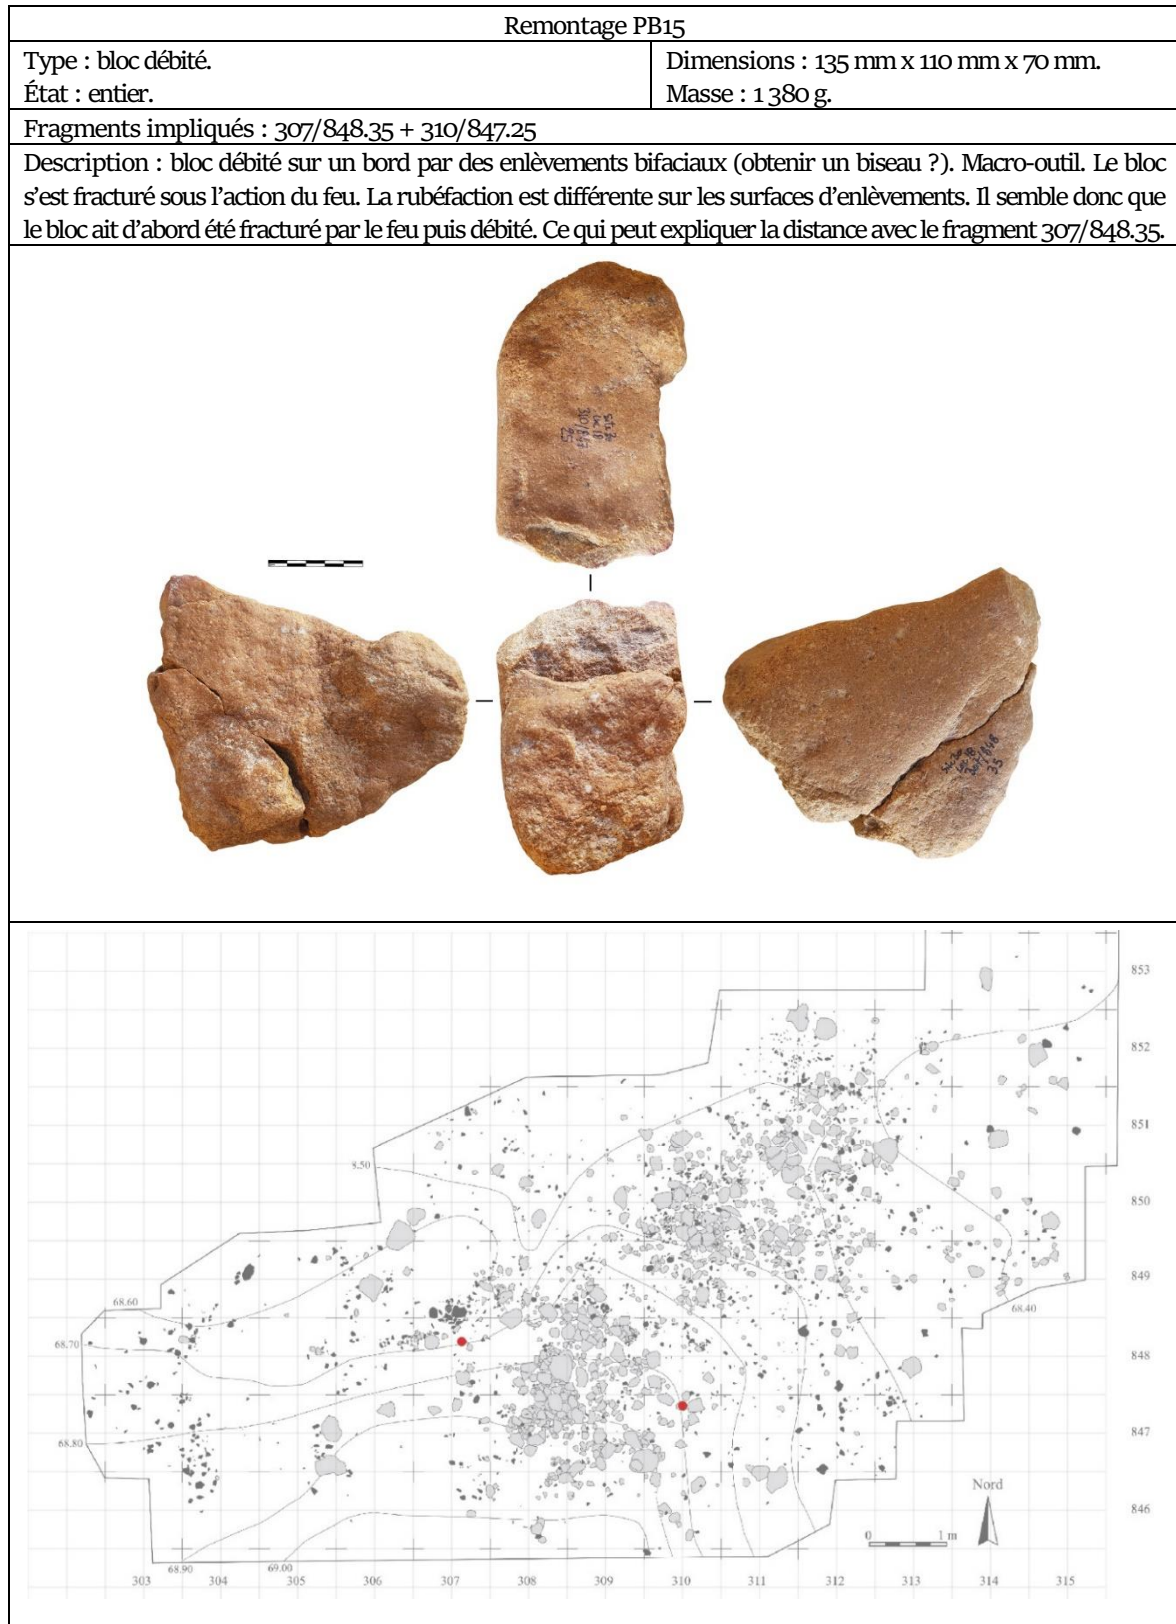 Remontage PB15
Type : bloc débité.
État : entier.
Dimensions : 135 mm x 110 mm x 70 mm.
Masse : 1 380 g.
Fragments impliqués : 307/848.35 + 310/847.25
Description : bloc débité sur un bord par des enlèvements bifaciaux (obtenir un biseau ?). Macro-outil. Le bloc
s’est fracturé sous l’action du feu. La rubéfaction est différente sur les surfaces d’enlèvements. Il semble donc que
le bloc ait d’abord été fracturé par le feu puis débité. Ce qui peut expliquer la distance avec le fragment 307/848.35.
310/847
25
35
853
852
851
8.50
850
849
68.60
68.40
68.70
848
847
68.80
846
Nord
0 1 m
68.90 69.00
303 304 305 306 307 308 309 310 311 312 313 314 315